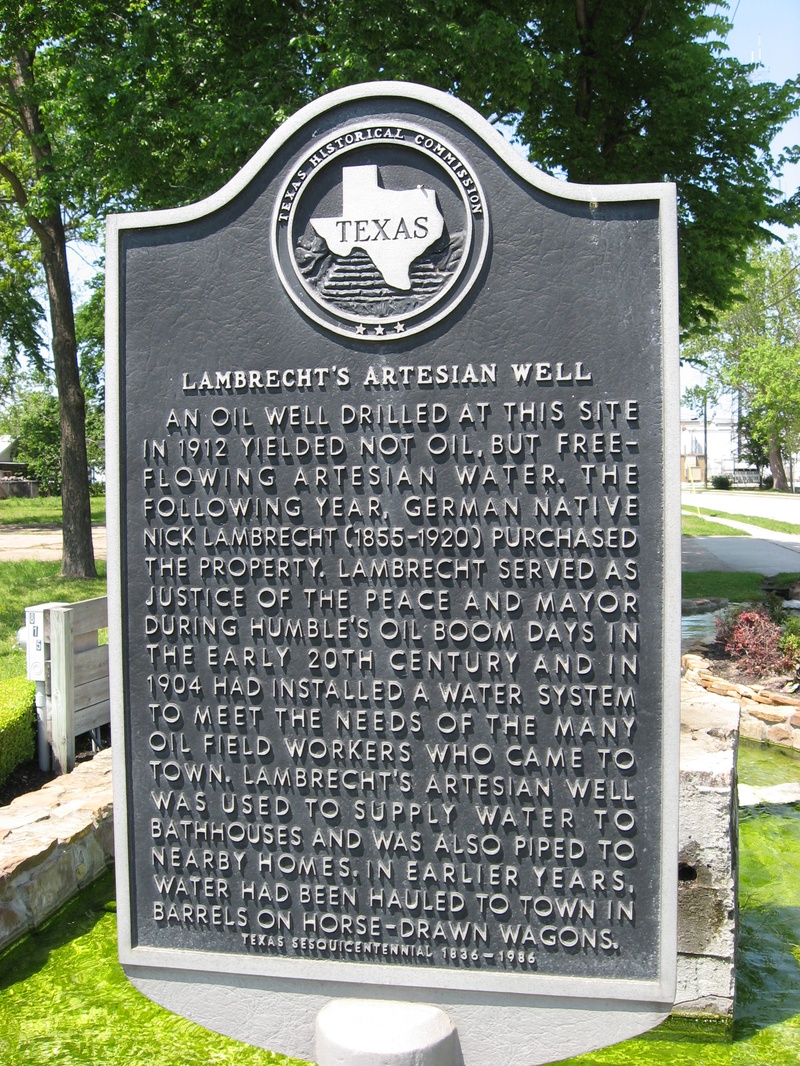 TEXAS HISTORICAL COMMISSION
TEXAS
LAMBRECHT'S ARTESIAN WELL
AN OIL WELL DRILLED AT THIS SITE
IN 1912 YIELDED NOT OIL, BUT FREE-
FLOWING ARTESIAN WATER. THE
FOLLOWING YEAR, GERMAN NATIVE
NICK LAMBRECHT (1855-1920) PURCHASED
THE PROPERTY. LAMBRECHT SERVED AS
JUSTICE OF THE PEACE AND MAYOR
DURING HUMBLE'S OIL BOOM DAYS IN
THE EARLY 20TH CENTURY AND IN
1904 HAD INSTALLED A WATER SYSTEM
TO MEET THE NEEDS OF THE MANY
OIL FIELD WORKERS WHO CAME TO
TOWN. LAMBRECHT'S ARTESIAN WELL
WAS USED TO SUPPLY WATER TO
BATHHOUSES AND WAS ALSO PIPED TO
NEARBY HOMES. IN EARLIER YEARS,
WATER HAD BEEN HAULED TO TOWN IN
BARRELS ON HORSE-DRAWN WAGONS.
TEXAS SESQUICENTENNIAL 1836-1986
815